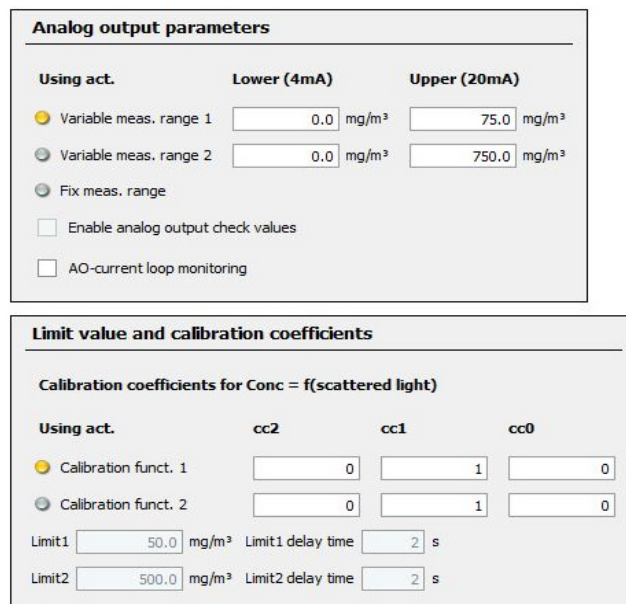 Analog output parameters
Using act. Lower (4mA) Upper (20mA)
Variable meas. range 1 0.0 mg/m³ 75.0 mg/m³
Variable meas. range 2 0.0 mg/m³ 750.0 mg/m³
Fix meas. range
Enable analog output check values
AO-current loop monitoring
Limit value and calibration coefficients
Calibration coefficients for Conc = f(scattered light)
Using act. cc2 cc1 cc0
Calibration funct. 1 0 1 0
Calibration funct. 2 0 1 0
Limit1 50.0 mg/m³ Limit1 delay time 2 s
Limit2 500.0 mg/m³ Limit2 delay time 2 s